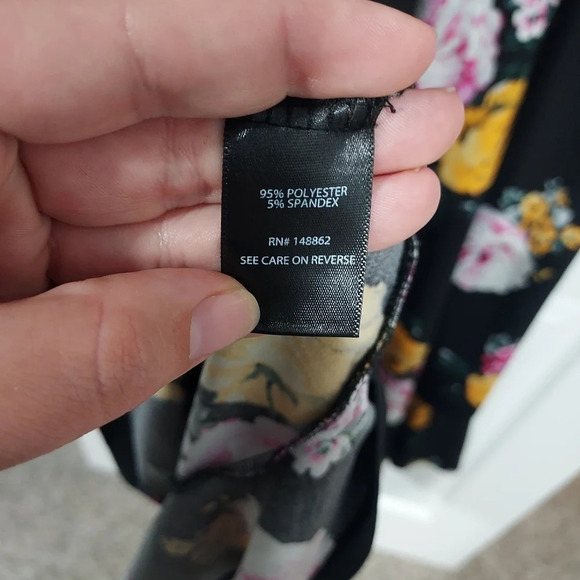 95% POLYESTER
5% SPANDEX
RN# 148862
SEE CARE ON REVERSE